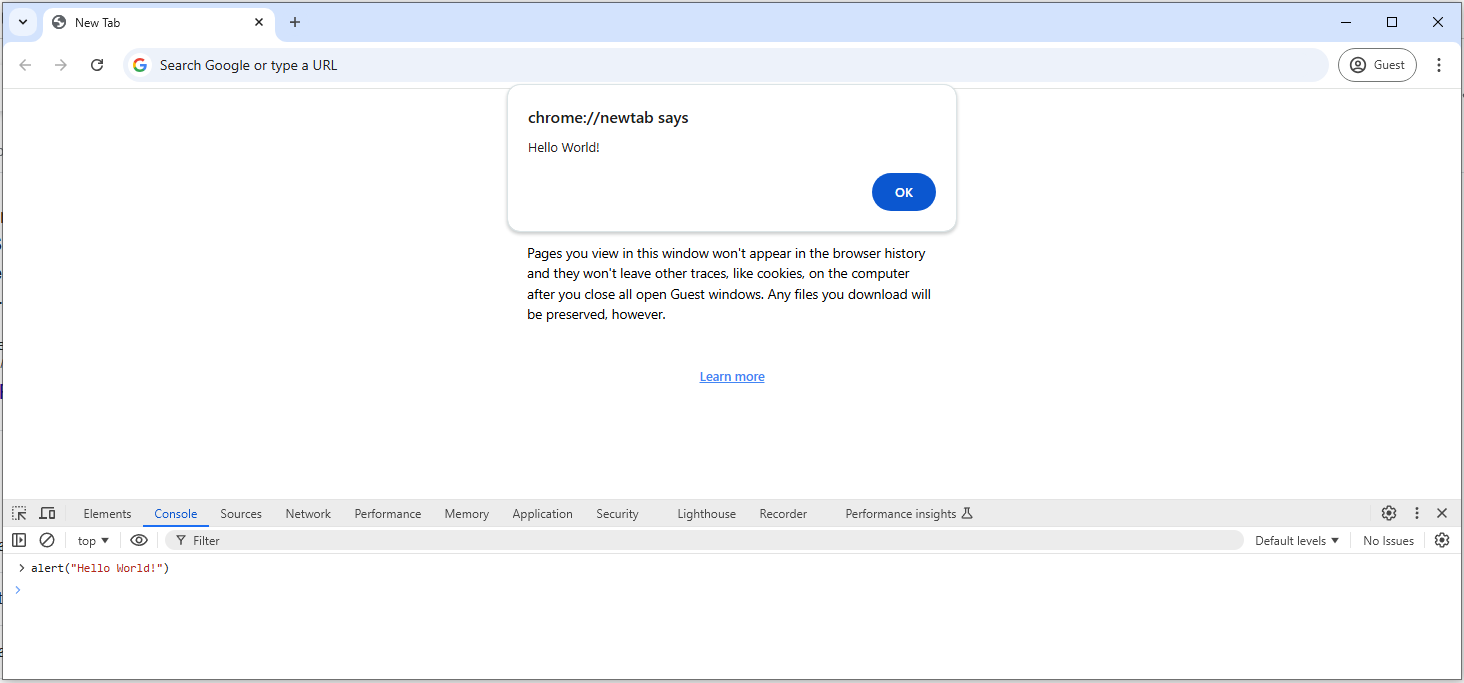 New Tab
Search Google or type a URL
Guest
chrome://newtab says
Hello World!
OK
Pages you view in this window won't appear in the browser history
and they won't leave other traces, like cookies, on the computer
after you close all open Guest windows. Any files you download will
be preserved, however.
Learn more
Elements Console Sources Network Performance Memory Application Security Lighthouse Recorder Performance insights
top Filter Default levels No Issues
> alert("Hello World!")
>